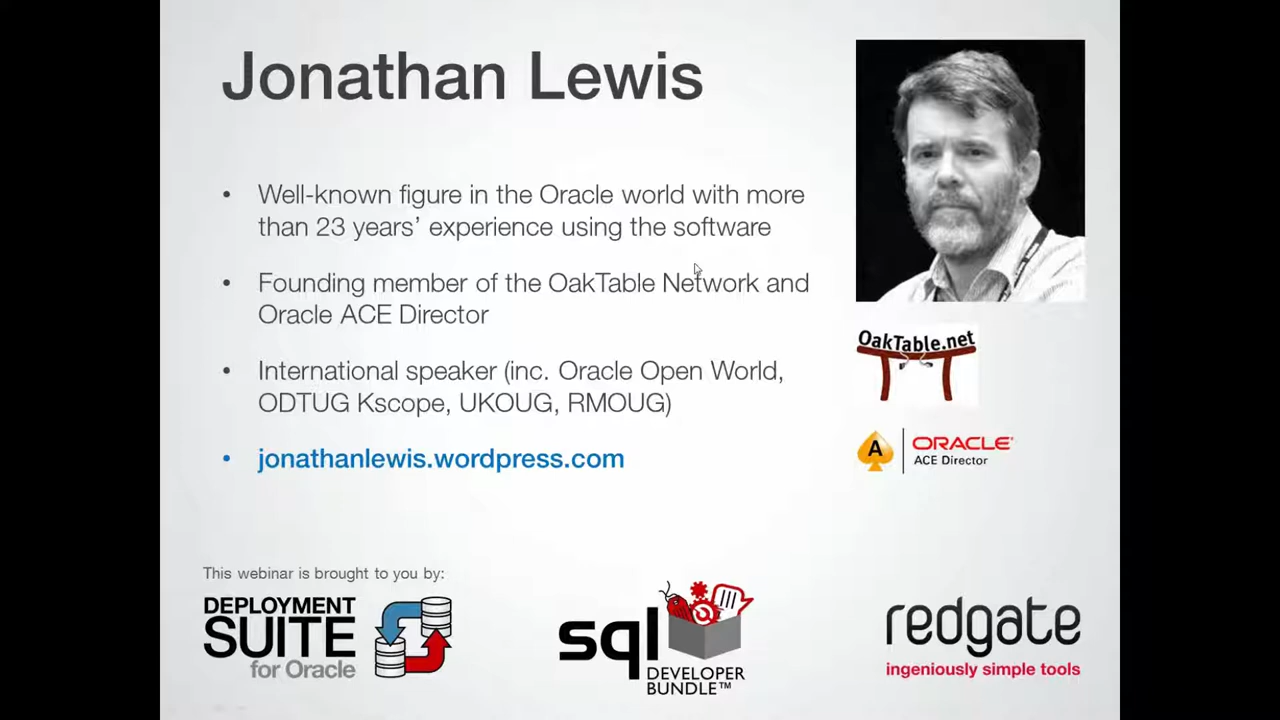 Jonathan Lewis
• Well-known figure in the Oracle world with more
than 23 years’ experience using the software
• Founding member of the OakTable Network and
Oracle ACE Director
• International speaker (inc. Oracle Open World,
ODTUG Kscope, UKOUG, RMOUG)
• jonathanlewis.wordpress.com
OakTable.net
A
ORACLE®
ACE Director
This webinar is brought to you by:
DEPLOYMENT
SUITE
for Oracle
sql
DEVELOPER
BUNDLE™
redgate
ingeniously simple tools